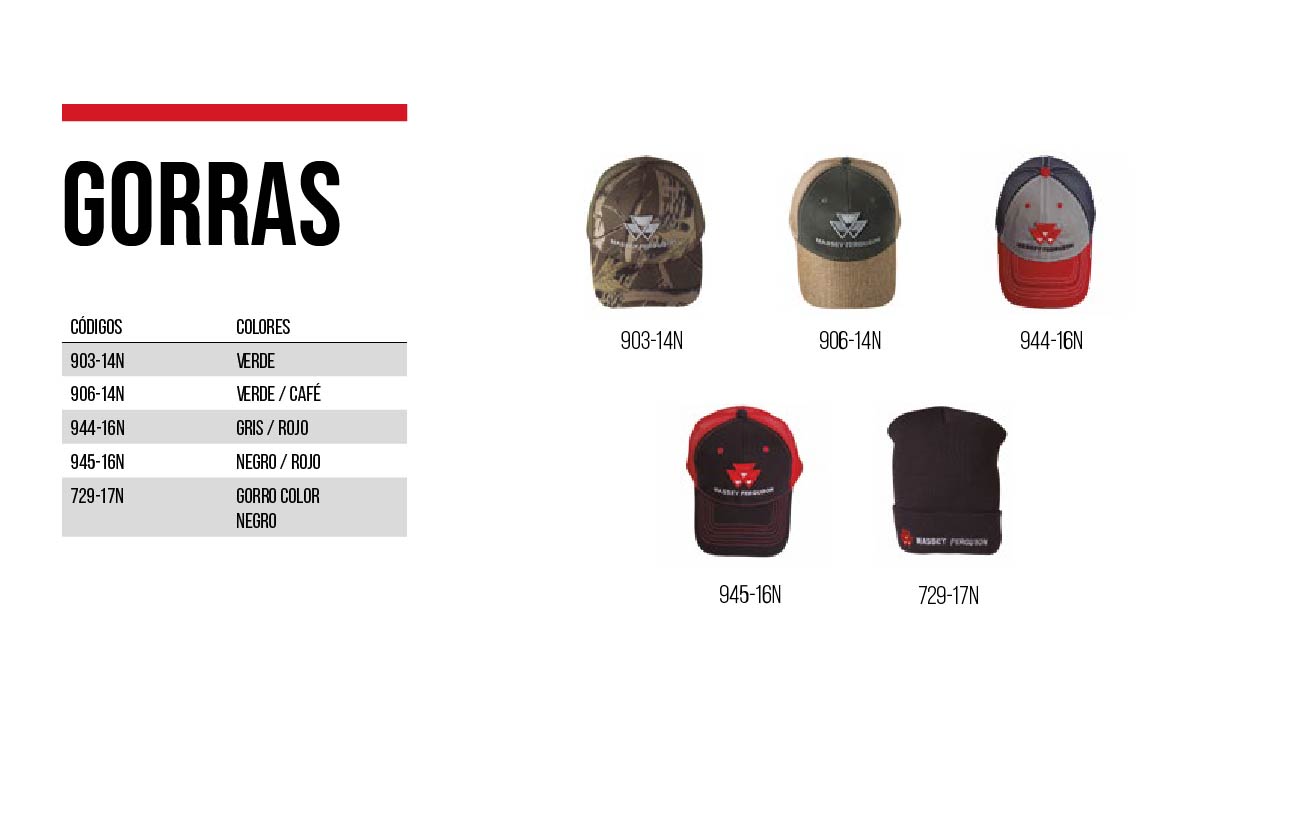 GORRAS
CÓDIGOS COLORES
903-14N VERDE
906-14N VERDE / CAFÉ
944-16N GRIS / ROJO
945-16N NEGRO / ROJO
729-17N GORRO COLOR
NEGRO
MASSEY FERGUSON
MASSEY FERGUSON
MASSEY FERGUSON
903-14N
906-14N
944-16N
MASSEY FERGUSON
MASSEY FERGUSON
945-16N
729-17N